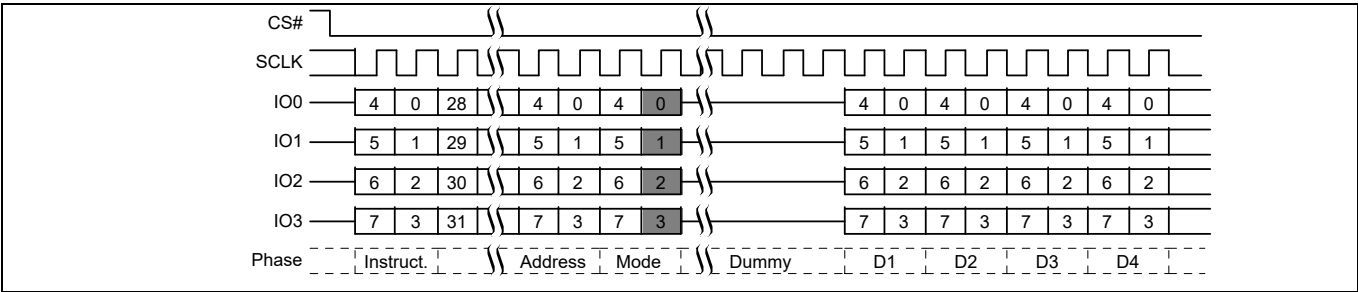 CS#
SCLK
IO0 4 0 28 4 0 4 0 4 0 4 0 4 0 4 0
IO1 5 1 29 5 1 5 1 5 1 5 1 5 1 5 1
IO2 6 2 30 6 2 6 2 6 2 6 2 6 2 6 2
IO3 7 3 31 7 3 7 3 7 3 7 3 7 3 7 3
Phase Instruct. Address Mode Dummy D1 D2 D3 D4